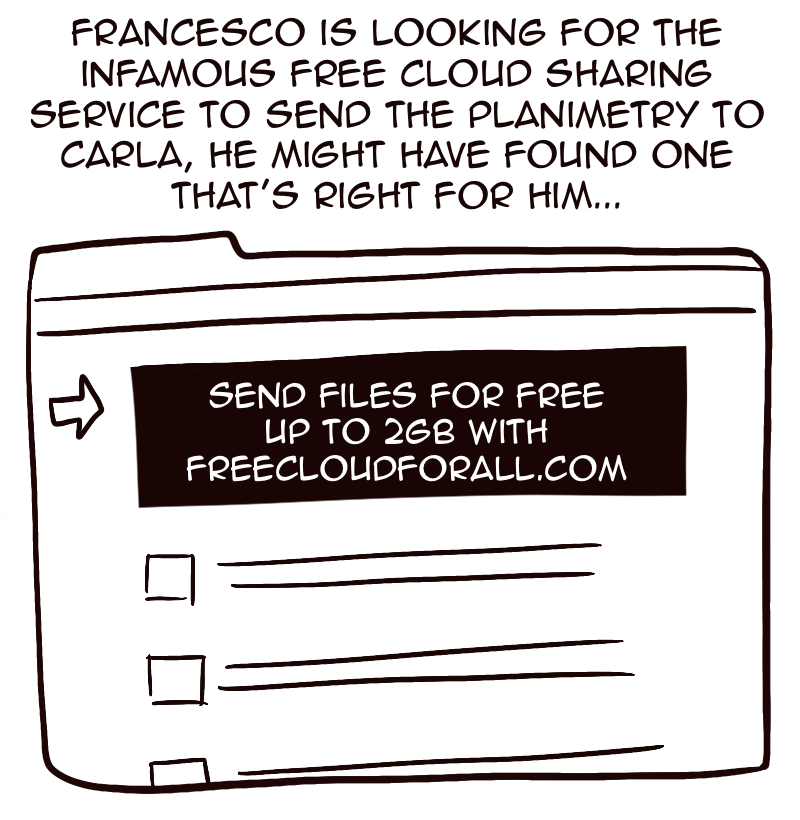 FRANCESCO IS LOOKING FOR THE
INFAMOUS FREE CLOUD SHARING
SERVICE TO SEND THE PLANIMETRY TO
CARLA, HE MIGHT HAVE FOUND ONE
THAT'S RIGHT FOR HIM...
SEND FILES FOR FREE
UP TO 2GB WITH
FREECLOUDFORALL.COM